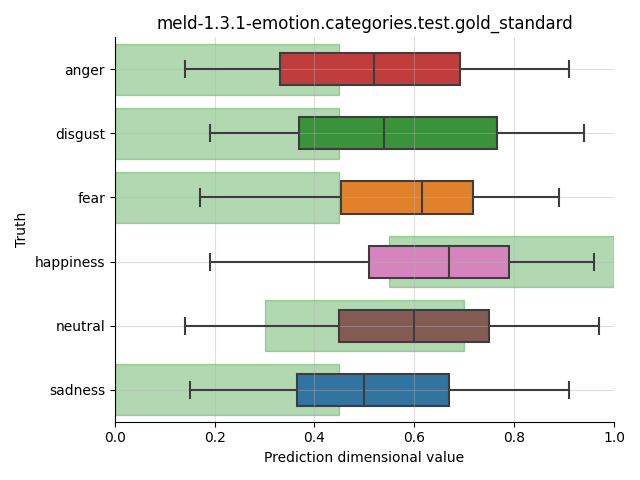 meld-1.3.1-emotion.categories.test.gold_standard
Truth
anger
disgust
fear
happiness
neutral
sadness
0.0 0.2 0.4 0.6 0.8 1.0
Prediction dimensional value